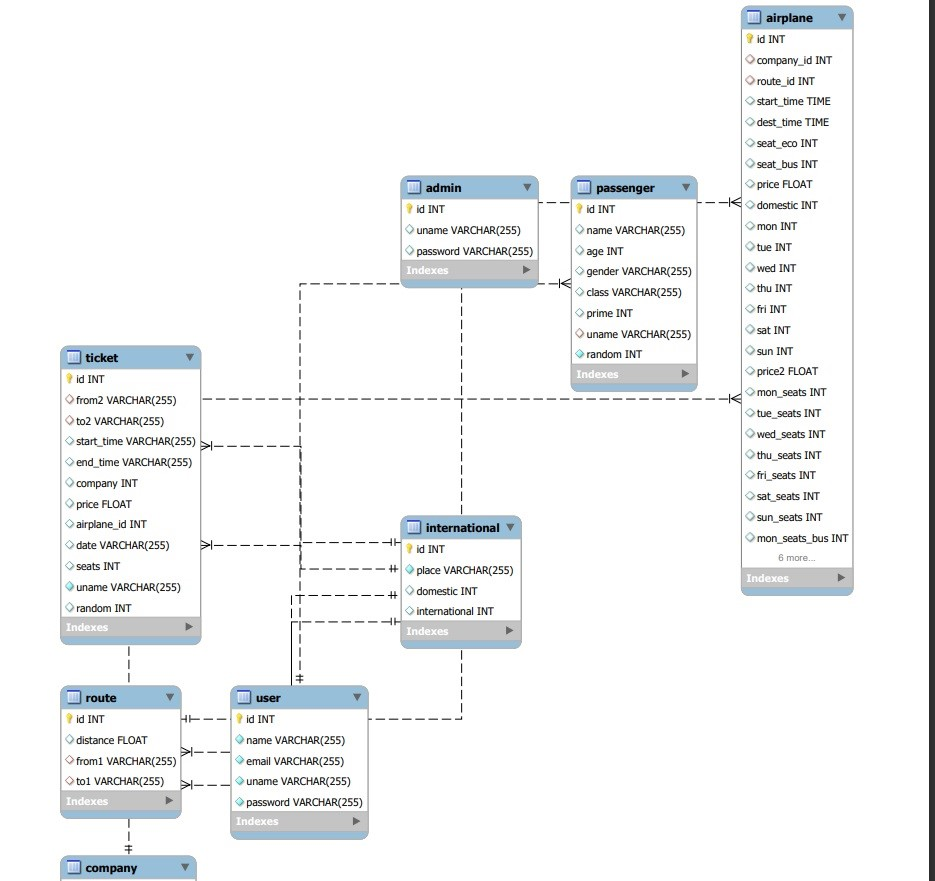 airplane
id INT
company_id INT
route_id INT
start_time TIME
dest_time TIME
seat_eco INT
seat_bus INT
price FLOAT
domestic INT
mon INT
tue INT
wed INT
thu INT
fri INT
sat INT
sun INT
price2 FLOAT
mon_seats INT
tue_seats INT
wed_seats INT
thu_seats INT
fri_seats INT
sat_seats INT
sun_seats INT
mon_seats_bus INT
6 more...
Indexes
admin
id INT
uname VARCHAR(255)
password VARCHAR(255)
Indexes
passenger
id INT
name VARCHAR(255)
age INT
gender VARCHAR(255)
class VARCHAR(255)
prime INT
uname VARCHAR(255)
random INT
Indexes
ticket
id INT
from2 VARCHAR(255)
to2 VARCHAR(255)
start_time VARCHAR(255)
end_time VARCHAR(255)
company INT
price FLOAT
airplane_id INT
date VARCHAR(255)
seats INT
uname VARCHAR(255)
random INT
Indexes
international
id INT
place VARCHAR(255)
domestic INT
international INT
Indexes
route
id INT
distance FLOAT
from1 VARCHAR(255)
to1 VARCHAR(255)
Indexes
user
id INT
name VARCHAR(255)
email VARCHAR(255)
uname VARCHAR(255)
password VARCHAR(255)
Indexes
company